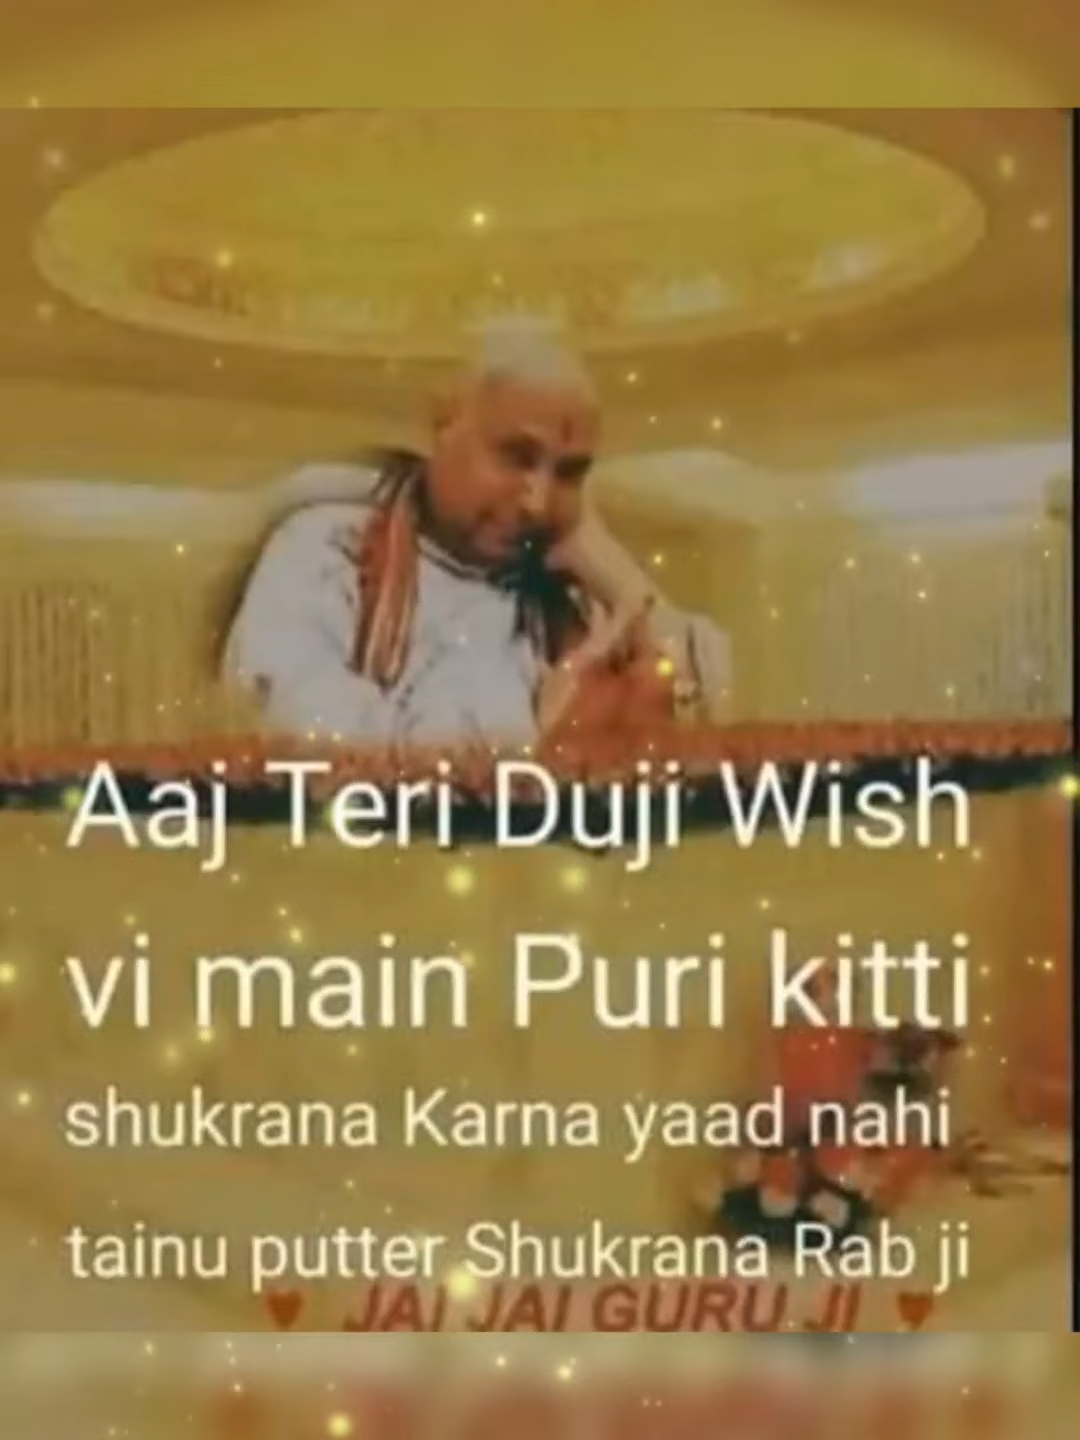 Aaj Teri Duji Wish
vi main Puri kitti
shukrana Karna yaad nahi
tainu putter Shukrana Rab ji
♥ JAI JAI GURU JI ♥